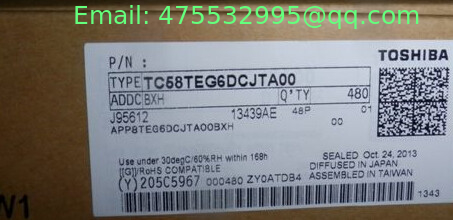 Email: 475532995@qq.com
P/N :
TOSHIBA
TYPE TC58TEG6DCJTA00
ADDC BXH Q'TY 480
J95612 13439AE 48P 01
00
APP8TEG6DCJTA00BXH
Use under 30degC/60%RH within 168h
SEALED Oct. 24, 2013
[[G]]/RoHS COMPATIBLE
DIFFUSED IN JAPAN
(Y)205C5967 000480 ZY0ATDB4
ASSEMBLED IN TAIWAN
1343
W1